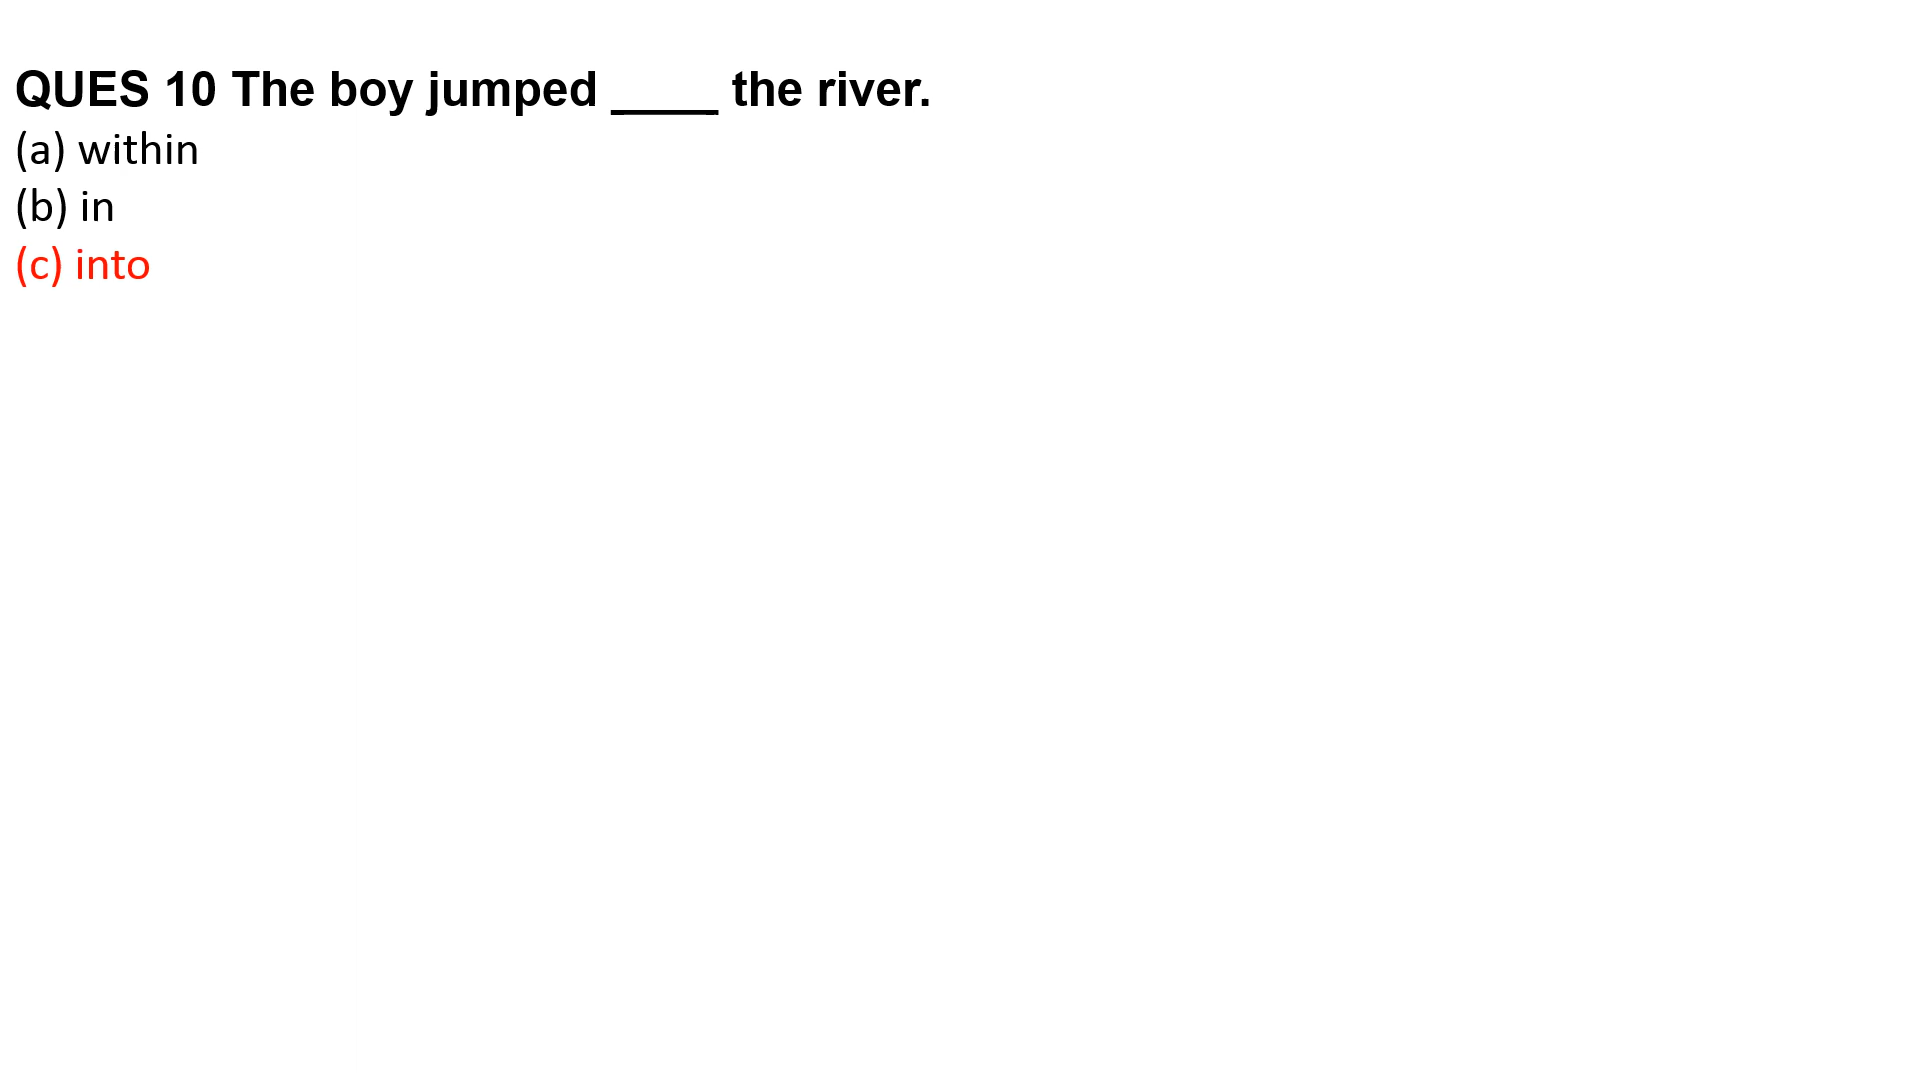 QUES 10 The boy jumped ____ the river.
(a) within
(b) in
(c) into